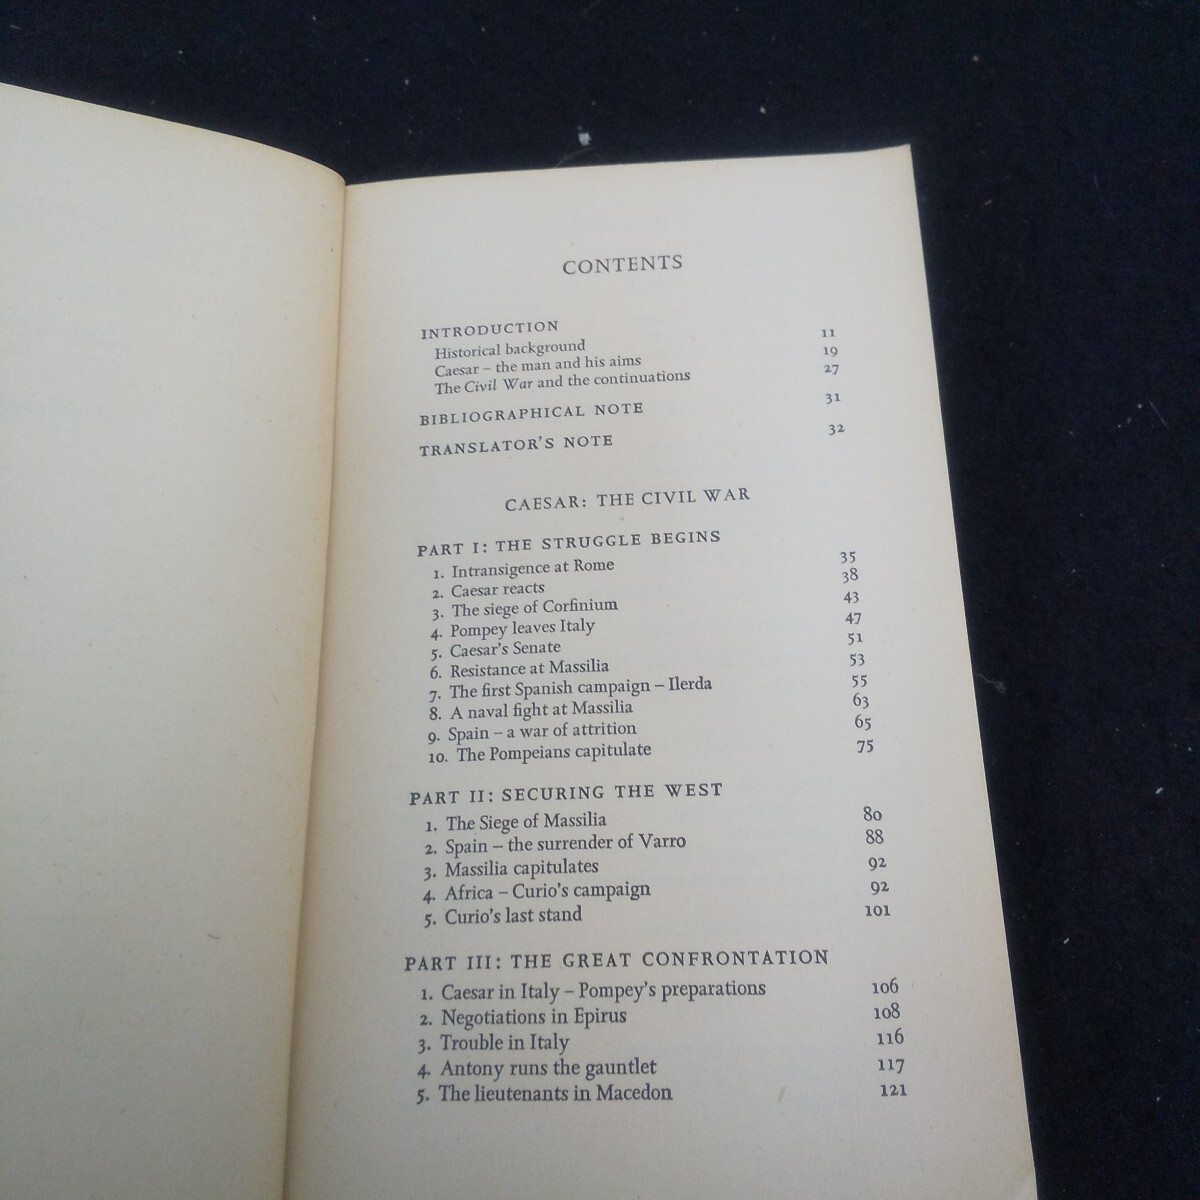 CONTENTS
INTRODUCTION
Historical background 11
Caesar – the man and his aims 19
The Civil War and the continuations 27
BIBLIOGRAPHICAL NOTE 31
TRANSLATOR'S NOTE 32
CAESAR: THE CIVIL WAR
PART I: THE STRUGGLE BEGINS
1. Intransigence at Rome 35
2. Caesar reacts 38
3. The siege of Corfinium 43
4. Pompey leaves Italy 47
5. Caesar's Senate 51
6. Resistance at Massilia 53
7. The first Spanish campaign – Ilerda 55
8. A naval fight at Massilia 63
9. Spain – a war of attrition 65
10. The Pompeians capitulate 75
PART II: SECURING THE WEST
1. The Siege of Massilia 80
2. Spain – the surrender of Varro 88
3. Massilia capitulates 92
4. Africa – Curio's campaign 92
5. Curio's last stand 101
PART III: THE GREAT CONFRONTATION
1. Caesar in Italy – Pompey's preparations 106
2. Negotiations in Epirus 108
3. Trouble in Italy 116
4. Antony runs the gauntlet 117
5. The lieutenants in Macedon 121